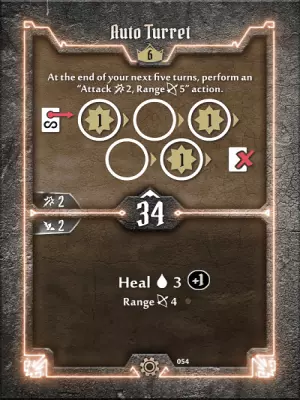 Auto Turret
6
At the end of your next five turns, perform an
"Attack 2, Range 5" action.
S
1
1
1
2
34
2
Heal 3 +1
Range 4
054